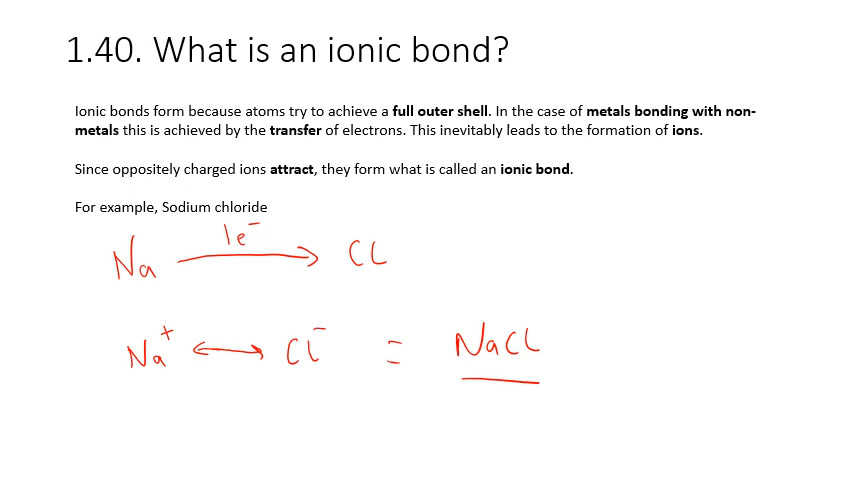 1.40. What is an ionic bond?
Ionic bonds form because atoms try to achieve a full outer shell. In the case of metals bonding with non-
metals this is achieved by the transfer of electrons. This inevitably leads to the formation of ions.
Since oppositely charged ions attract, they form what is called an ionic bond.
For example, Sodium chloride
1e⁻
Na → Cl
Na⁺ ↔ Cl⁻ = NaCl